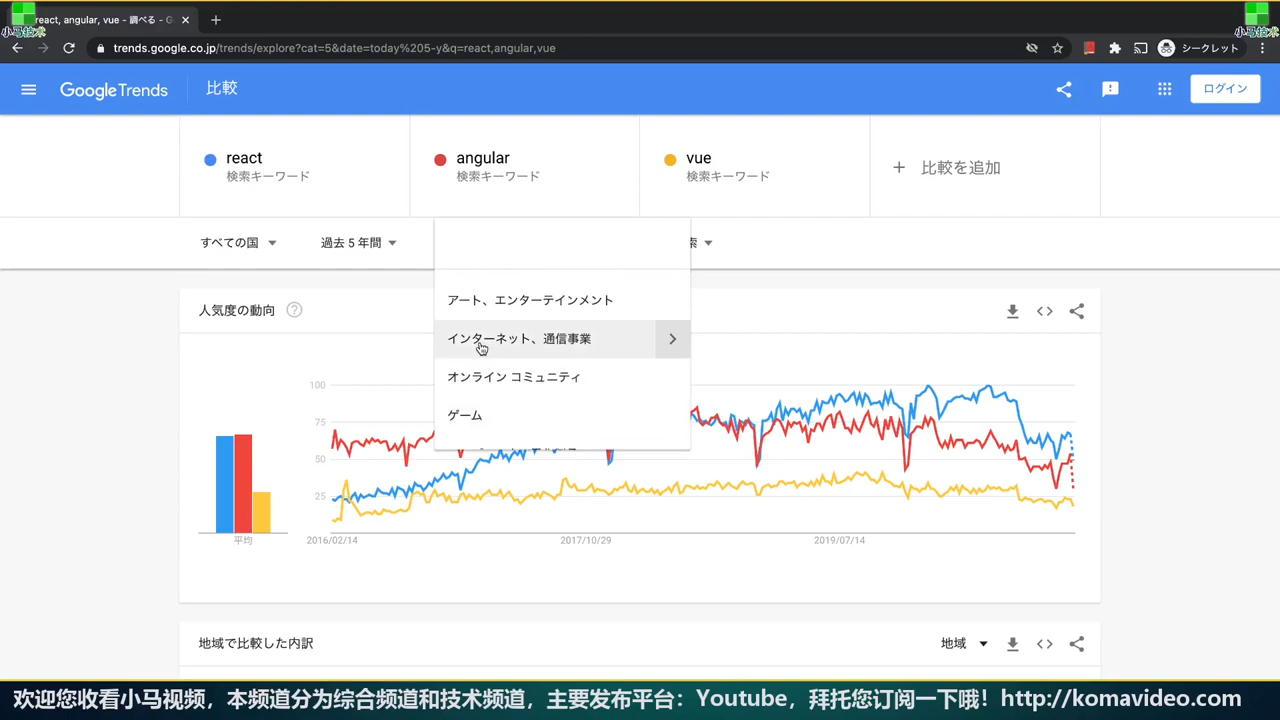 react, angular, vue - 調べる - G
小马技术
小马技术
trends.google.co.jp/trends/explore?cat=5&date=today%205-y&q=react,angular,vue
シークレット
Google Trends
比較
ログイン
react
検索キーワード
angular
検索キーワード
vue
検索キーワード
+ 比較を追加
すべての国
過去 5 年間
索
アート、エンターテインメント
インターネット、通信事業
オンライン コミュニティ
ゲーム
人気度の動向
100
75
50
25
平均
2016/02/14
2017/10/29
2019/07/14
地域で比較した内訳
地域
欢迎您收看小马视频，本频道分为综合频道和技术频道，主要发布平台：Youtube，拜托您订阅一下哦！http://komavideo.com